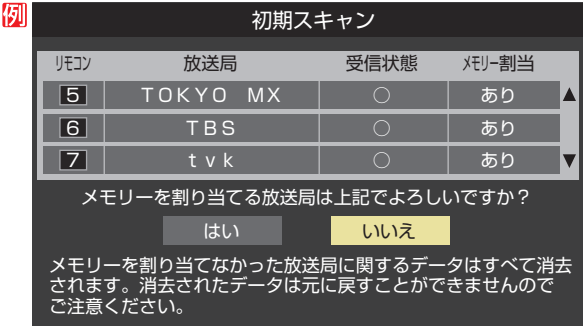 例
初期スキャン
ﾘﾓｺﾝ 放送局 受信状態 ﾒﾓﾘｰ割当
5 ＴＯＫＹＯ　ＭＸ ○ あり ▲
6 ＴＢＳ ○ あり
7 ｔｖｋ ○ あり ▼
メモリーを割り当てる放送局は上記でよろしいですか？
はい いいえ
メモリーを割り当てなかった放送局に関するデータはすべて消去
されます。消去されたデータは元に戻すことができませんので
ご注意ください。